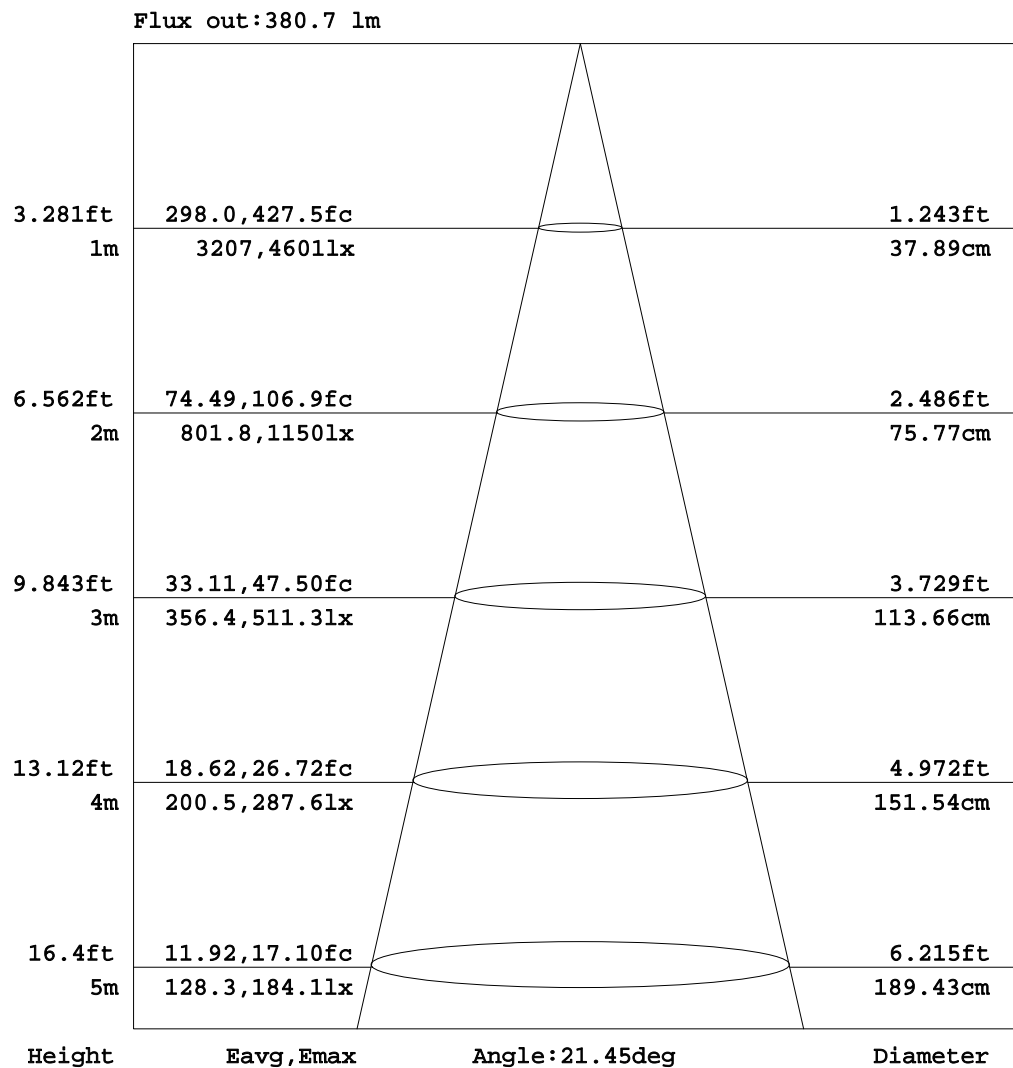 Flux out:380.7 lm
3.281ft 298.0,427.5fc 1.243ft
1m 3207,4601lx 37.89cm
6.562ft 74.49,106.9fc 2.486ft
2m 801.8,1150lx 75.77cm
9.843ft 33.11,47.50fc 3.729ft
3m 356.4,511.3lx 113.66cm
13.12ft 18.62,26.72fc 4.972ft
4m 200.5,287.6lx 151.54cm
16.4ft 11.92,17.10fc 6.215ft
5m 128.3,184.1lx 189.43cm
Height Eavg,Emax Angle:21.45deg Diameter